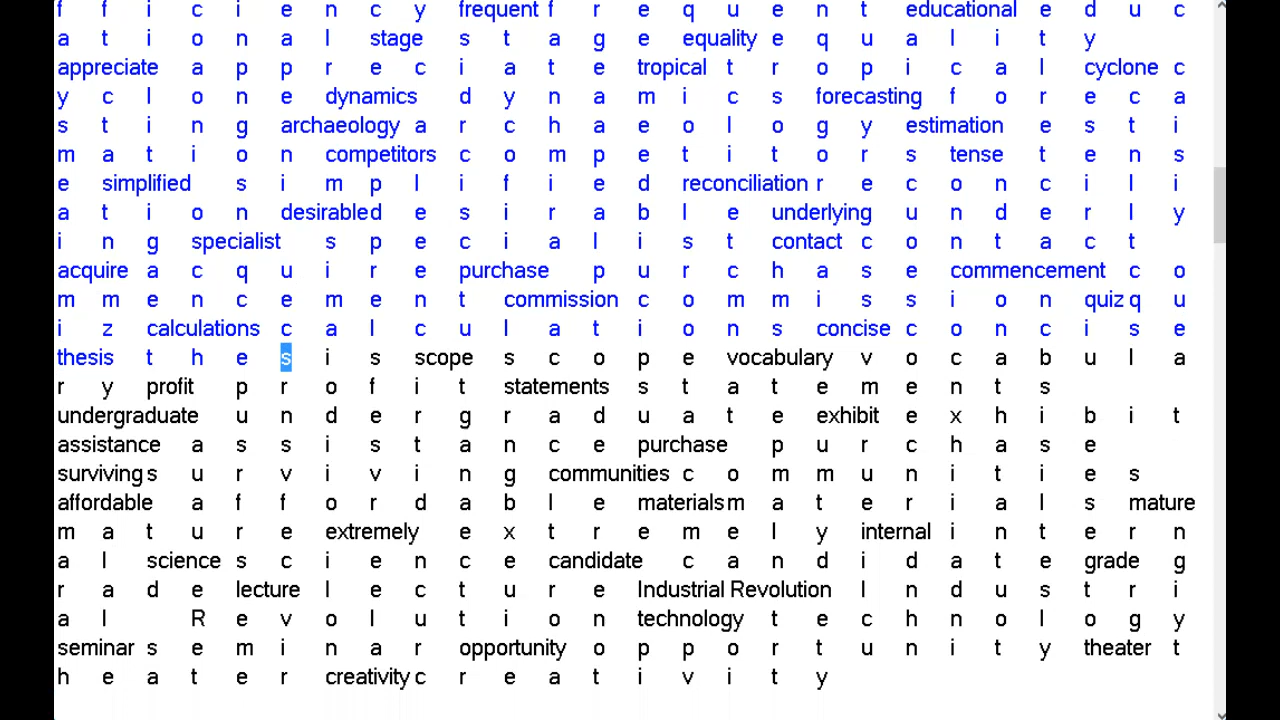 f f i c i e n c y frequent f r e q u e n t educational e d u c
a t i o n a l stage s t a g e equality e q u a l i t y
appreciate a p p r e c i a t e tropical t r o p i c a l cyclone c
y c l o n e dynamics d y n a m i c s forecasting f o r e c a
s t i n g archaeology a r c h a e o l o g y estimation e s t i
m a t i o n competitors c o m p e t i t o r s tense t e n s
e simplified s i m p l i f i e d reconciliation r e c o n c i l i
a t i o n desirable d e s i r a b l e underlying u n d e r l y
i n g specialist s p e c i a l i s t contact c o n t a c t
acquire a c q u i r e purchase p u r c h a s e commencement c o
m m e n c e m e n t commission c o m m i s s i o n quiz q u
i z calculations c a l c u l a t i o n s concise c o n c i s e
thesis t h e s i s scope s c o p e vocabulary v o c a b u l a
r y profit p r o f i t statements s t a t e m e n t s
undergraduate u n d e r g r a d u a t e exhibit e x h i b i t
assistance a s s i s t a n c e purchase p u r c h a s e
surviving s u r v i v i n g communities c o m m u n i t i e s
affordable a f f o r d a b l e materials m a t e r i a l s mature
m a t u r e extremely e x t r e m e l y internal i n t e r n
a l science s c i e n c e candidate c a n d i d a t e grade g
r a d e lecture l e c t u r e Industrial Revolution I n d u s t r i
a l R e v o l u t i o n technology t e c h n o l o g y
seminar s e m i n a r opportunity o p p o r t u n i t y theater t
h e a t e r creativity c r e a t i v i t y